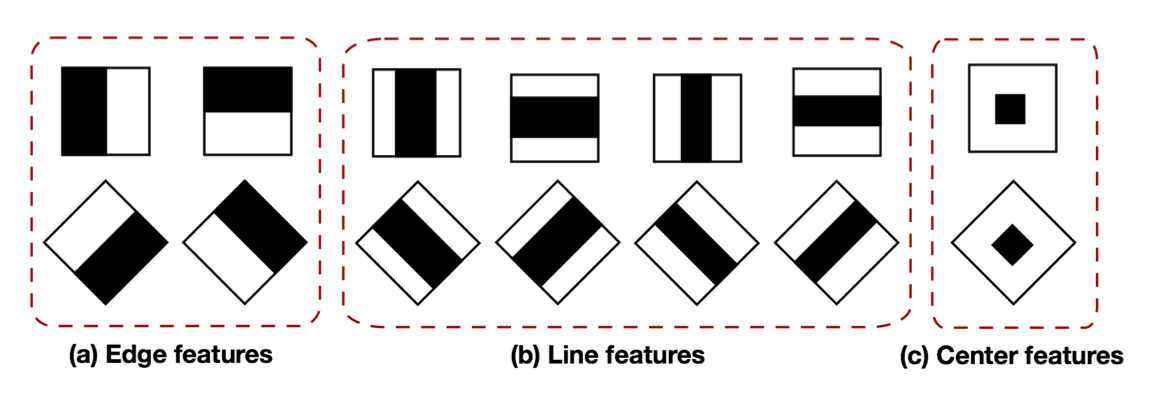 (a) Edge features
(b) Line features
(c) Center features